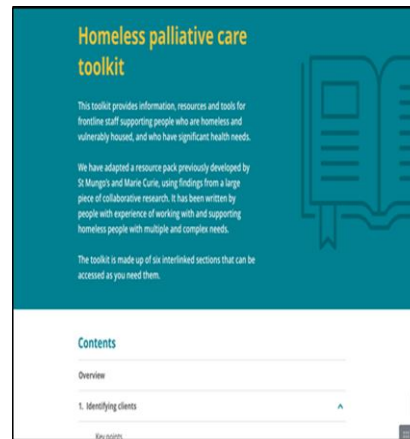 Homeless palliative care
toolkit
This toolkit provides information, resources and tools for
frontline staff supporting people who are homeless and
vulnerably housed, and who have significant health needs.
We have adapted a resource pack previously developed by
St Mungo's and Marie Curie, using findings from a large
piece of collaborative research. It has been written by
people with experience of working with and supporting
homeless people with multiple and complex needs.
The toolkit is made up of six interlinked sections that can be
accessed as you need them.
Contents
Overview
1. Identifying clients
Key points